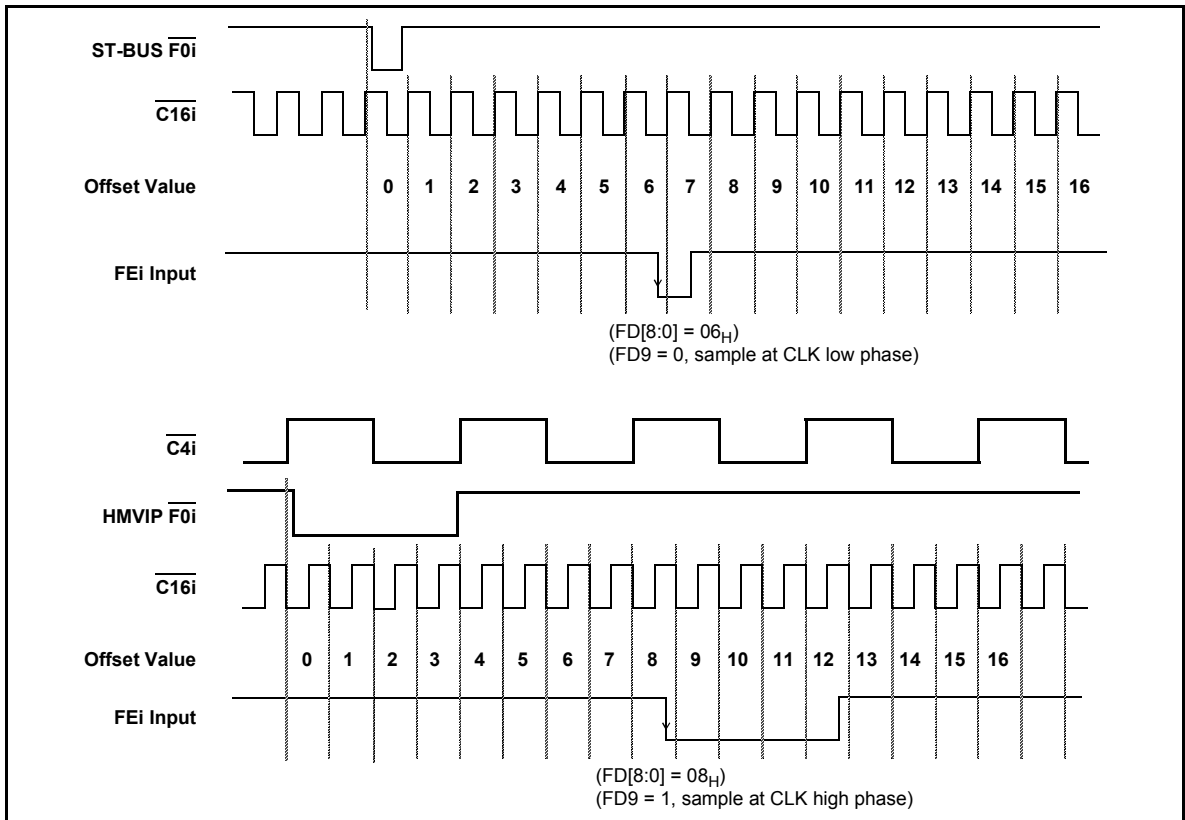 ST-BUS F0i
C16i
Offset Value 0 1 2 3 4 5 6 7 8 9 10 11 12 13 14 15 16
FEi Input
(FD[8:0] = 06H)
(FD9 = 0, sample at CLK low phase)
C4i
HMVIP F0i
C16i
Offset Value 0 1 2 3 4 5 6 7 8 9 10 11 12 13 14 15 16
FEi Input
(FD[8:0] = 08H)
(FD9 = 1, sample at CLK high phase)